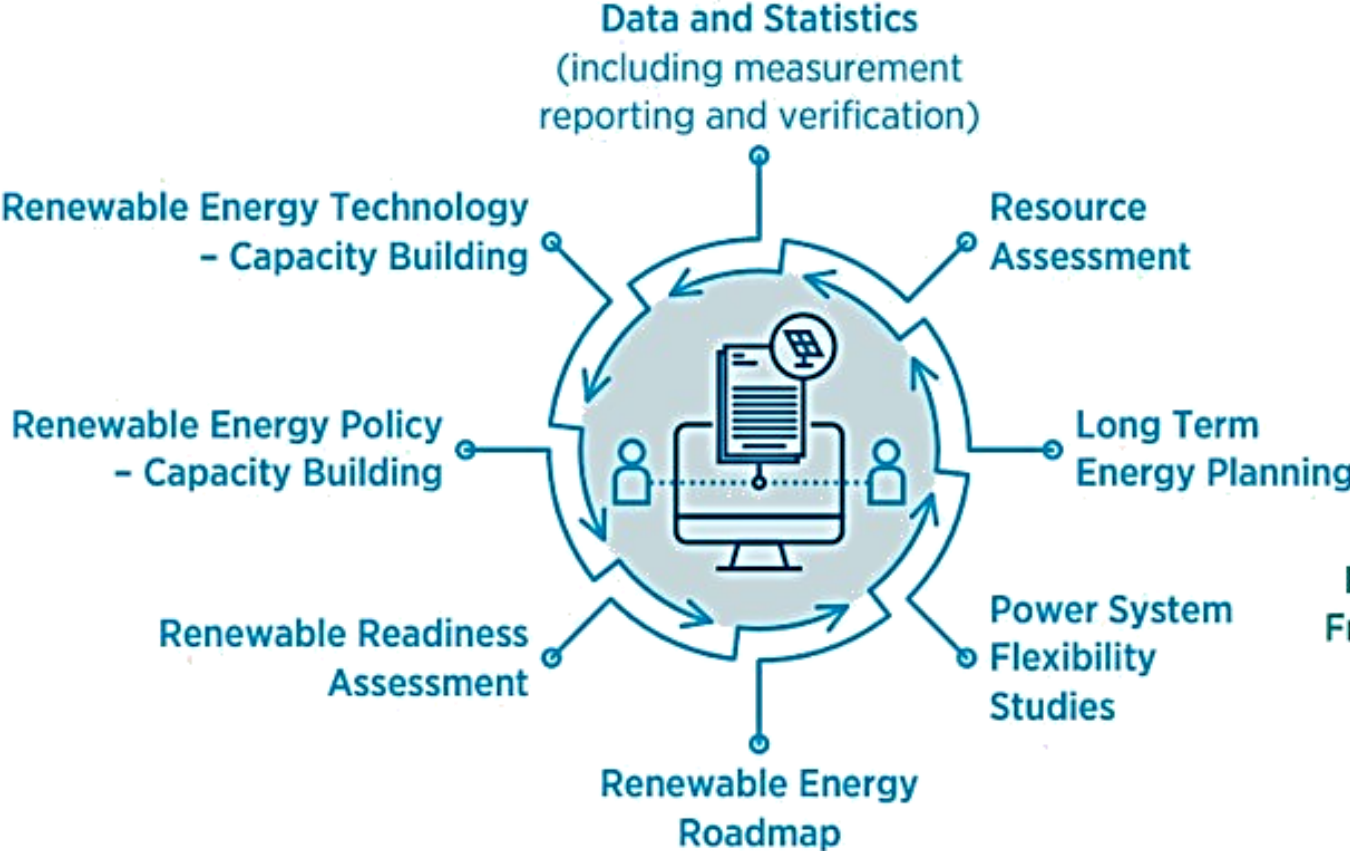 Data and Statistics
(including measurement
reporting and verification)
Renewable Energy Technology
– Capacity Building
Resource
Assessment
Renewable Energy Policy
– Capacity Building
Long Term
Energy Planning
Renewable Readiness
Assessment
Power System
Flexibility
Studies
Renewable Energy
Roadmap